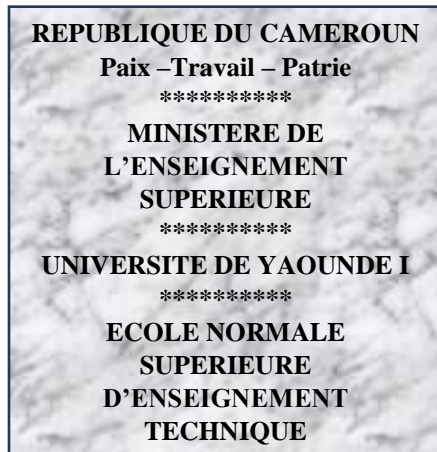 REPUBLIQUE DU CAMEROUN
Paix –Travail – Patrie
**********
MINISTERE DE
L’ENSEIGNEMENT
SUPERIEURE
**********
UNIVERSITE DE YAOUNDE I
**********
ECOLE NORMALE
SUPERIEURE
D’ENSEIGNEMENT
TECHNIQUE